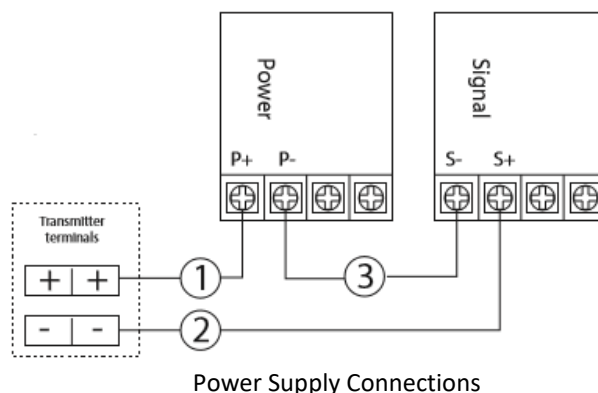 Power
Signal
P+ P-
S- S+
Transmitter
terminals
+ +
1
3
- -
2
Power Supply Connections